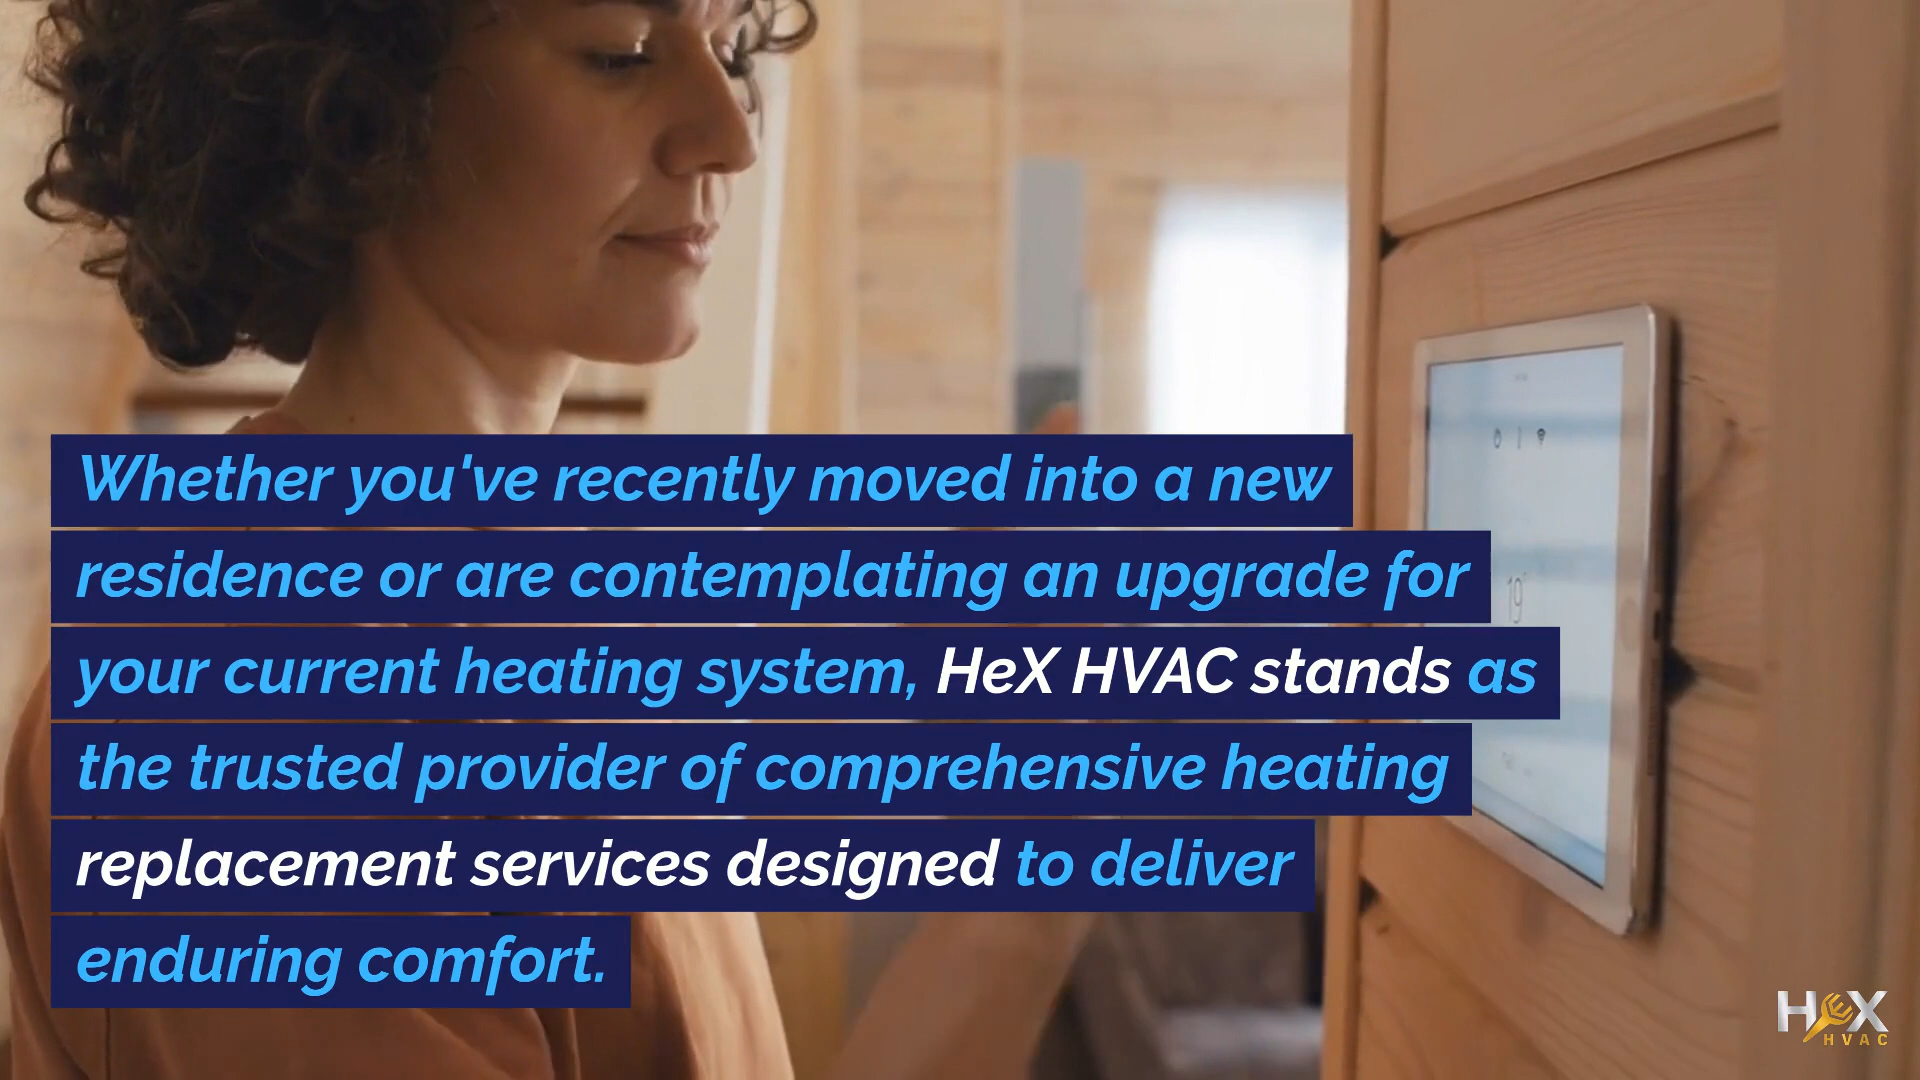 Whether you've recently moved into a new
residence or are contemplating an upgrade for
your current heating system, HeX HVAC stands as
the trusted provider of comprehensive heating
replacement services designed to deliver
enduring comfort.
19°
HeX
HVAC